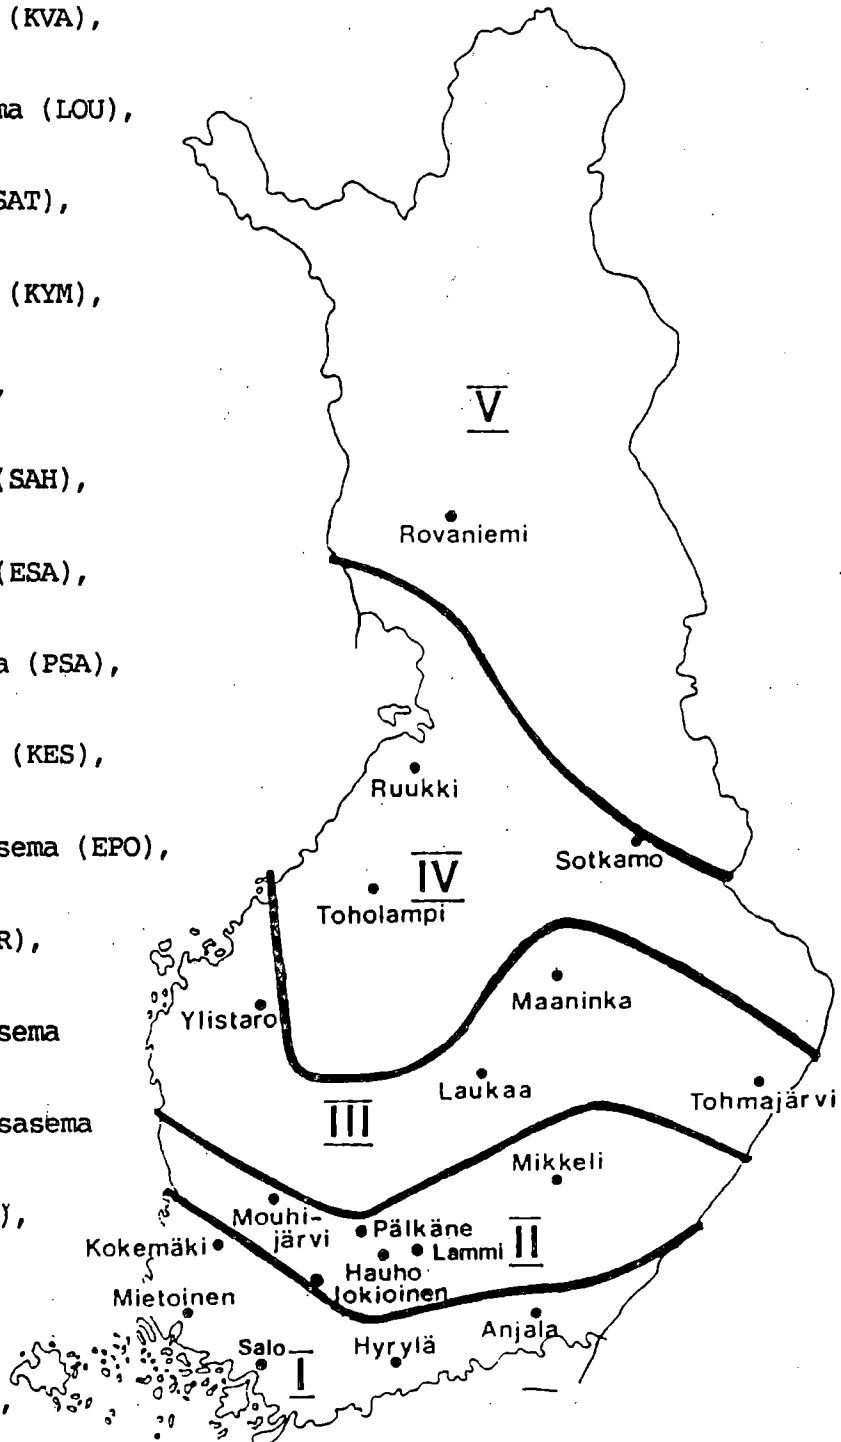 (KVA),
ma (LOU),
SAT),
(KYM),
,
(SAH),
(ESA),
a (PSA),
(KES),
sema (EPO),
R),
sema
sasema
),
,
V
Rovaniemi
Ruukki
Sotkamo
IV
Toholampi
Maaninka
Ylistaro
Laukaa
Tohmajärvi
III
Mikkeli
Mouhi-
järvi
Pälkäne
II
Kokemäki
Lammi
Hauho
Jokioinen
Mietoinen
Anjala
Salo
Hyrylä
I